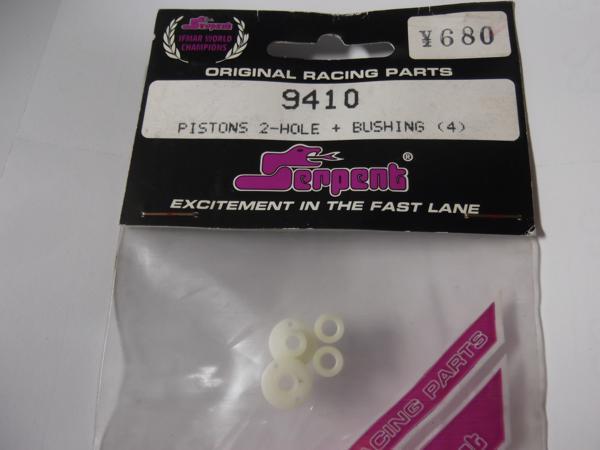 Serpent
IFMAR WORLD
CHAMPIONS
¥680
ORIGINAL RACING PARTS
9410
PISTONS 2-HOLE + BUSHING (4)
Serpent®
EXCITEMENT IN THE FAST LANE
RACING PARTS